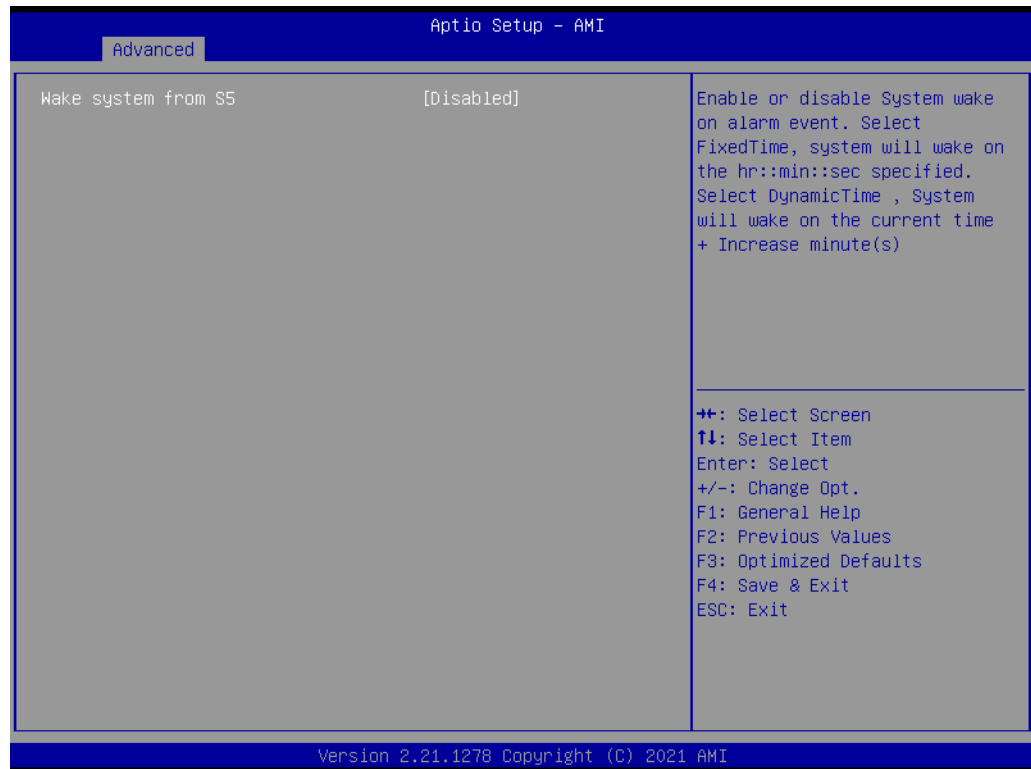 Aptio Setup – AMI
Advanced
Wake system from S5 [Disabled]
Enable or disable System wake
on alarm event. Select
FixedTime, system will wake on
the hr::min::sec specified.
Select DynamicTime , System
will wake on the current time
+ Increase minute(s)
→←: Select Screen
↑↓: Select Item
Enter: Select
+/-: Change Opt.
F1: General Help
F2: Previous Values
F3: Optimized Defaults
F4: Save & Exit
ESC: Exit
Version 2.21.1278 Copyright (C) 2021 AMI